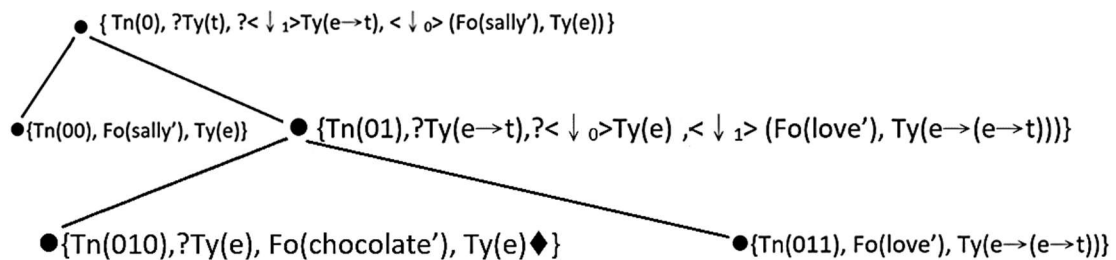 { Tn(0), ?Ty(t), ?< ↓ ₁>Ty(e→t), < ↓ ₀> (Fo(sally’), Ty(e))}
{Tn(00), Fo(sally’), Ty(e)} {Tn(01),?Ty(e→t),?< ↓ ₀>Ty(e) ,< ↓ ₁> (Fo(love’), Ty(e→(e→t)))}
{Tn(010),?Ty(e), Fo(chocolate’), Ty(e)♦} {Tn(011), Fo(love’), Ty(e→(e→t))}